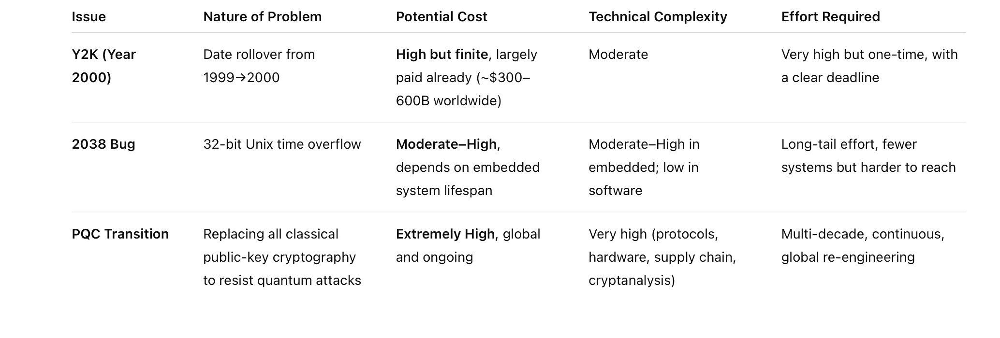 Issue Nature of Problem Potential Cost Technical Complexity Effort Required
Y2K (Year
2000)
Date rollover from
1999→2000
High but finite, largely
paid already (~$300–
600B worldwide)
Moderate
Very high but one-time, with
a clear deadline
2038 Bug
32-bit Unix time overflow
Moderate–High,
depends on embedded
system lifespan
Moderate–High in
embedded; low in
software
Long-tail effort, fewer
systems but harder to reach
PQC Transition
Replacing all classical
public-key cryptography
to resist quantum attacks
Extremely High, global
and ongoing
Very high (protocols,
hardware, supply chain,
cryptanalysis)
Multi-decade, continuous,
global re-engineering